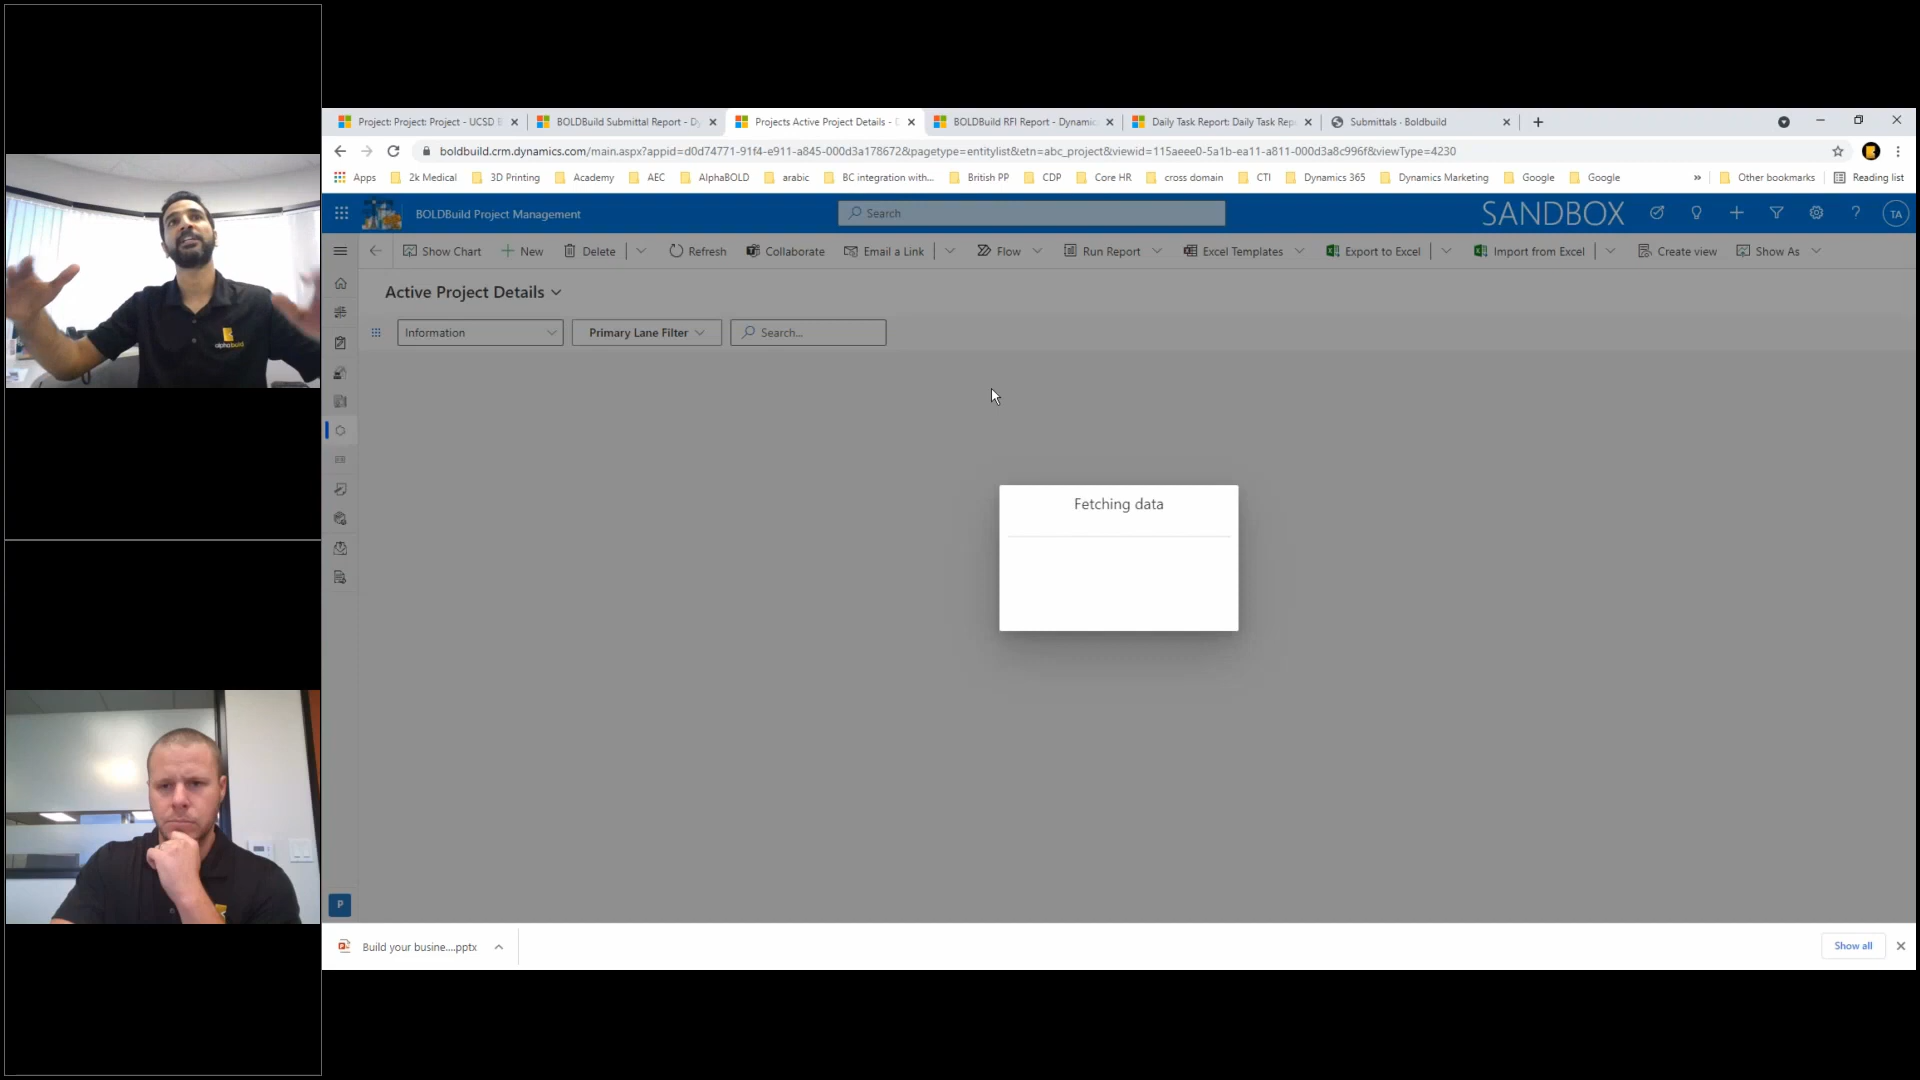 Project: Project: Project - UCSD
BOLDBuild Submittal Report - Dy
Projects Active Project Details -
BOLDBuild RFI Report - Dynamic
Daily Task Report: Daily Task Rep
Submittals · Boldbuild
boldbuild.crm.dynamics.com/main.aspx?appid=d0d74771-91f4-e911-a845-000d3a178672&pagetype=entitylist&etn=abc_project&viewid=115aeee0-5a1b-ea11-a811-000d3a8c996f&viewType=4230
Apps
2k Medical
3D Printing
Academy
AEC
AlphaBOLD
arabic
BC integration with...
British PP
CDP
Core HR
cross domain
CTI
Dynamics 365
Dynamics Marketing
Google
Google
»
Other bookmarks
Reading list
BOLDBuild Project Management
Search
SANDBOX
TA
Show Chart
New
Delete
Refresh
Collaborate
Email a Link
Flow
Run Report
Excel Templates
Export to Excel
Import from Excel
Create view
Show As
Active Project Details
Information
Primary Lane Filter
Search...
alphabold
Fetching data
P
Build your busine....pptx
Show all